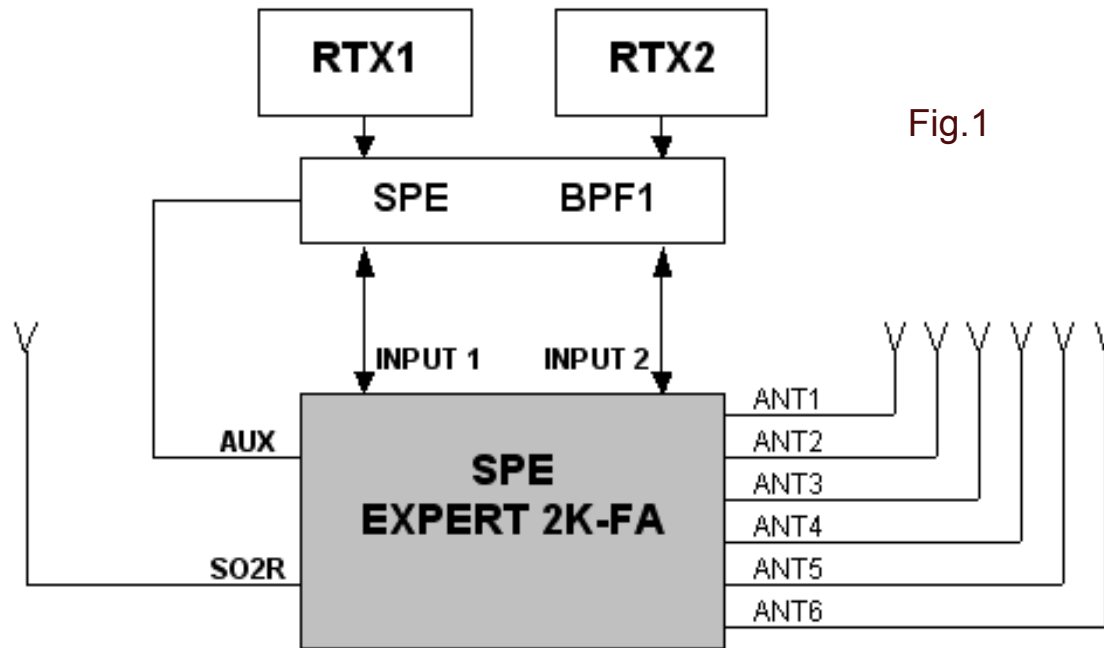 RTX1 RTX2
Fig.1
SPE BPF1
INPUT 1 INPUT 2
ANT1
AUX
ANT2
SPE
EXPERT 2K-FA
ANT3
ANT4
SO2R
ANT5
ANT6